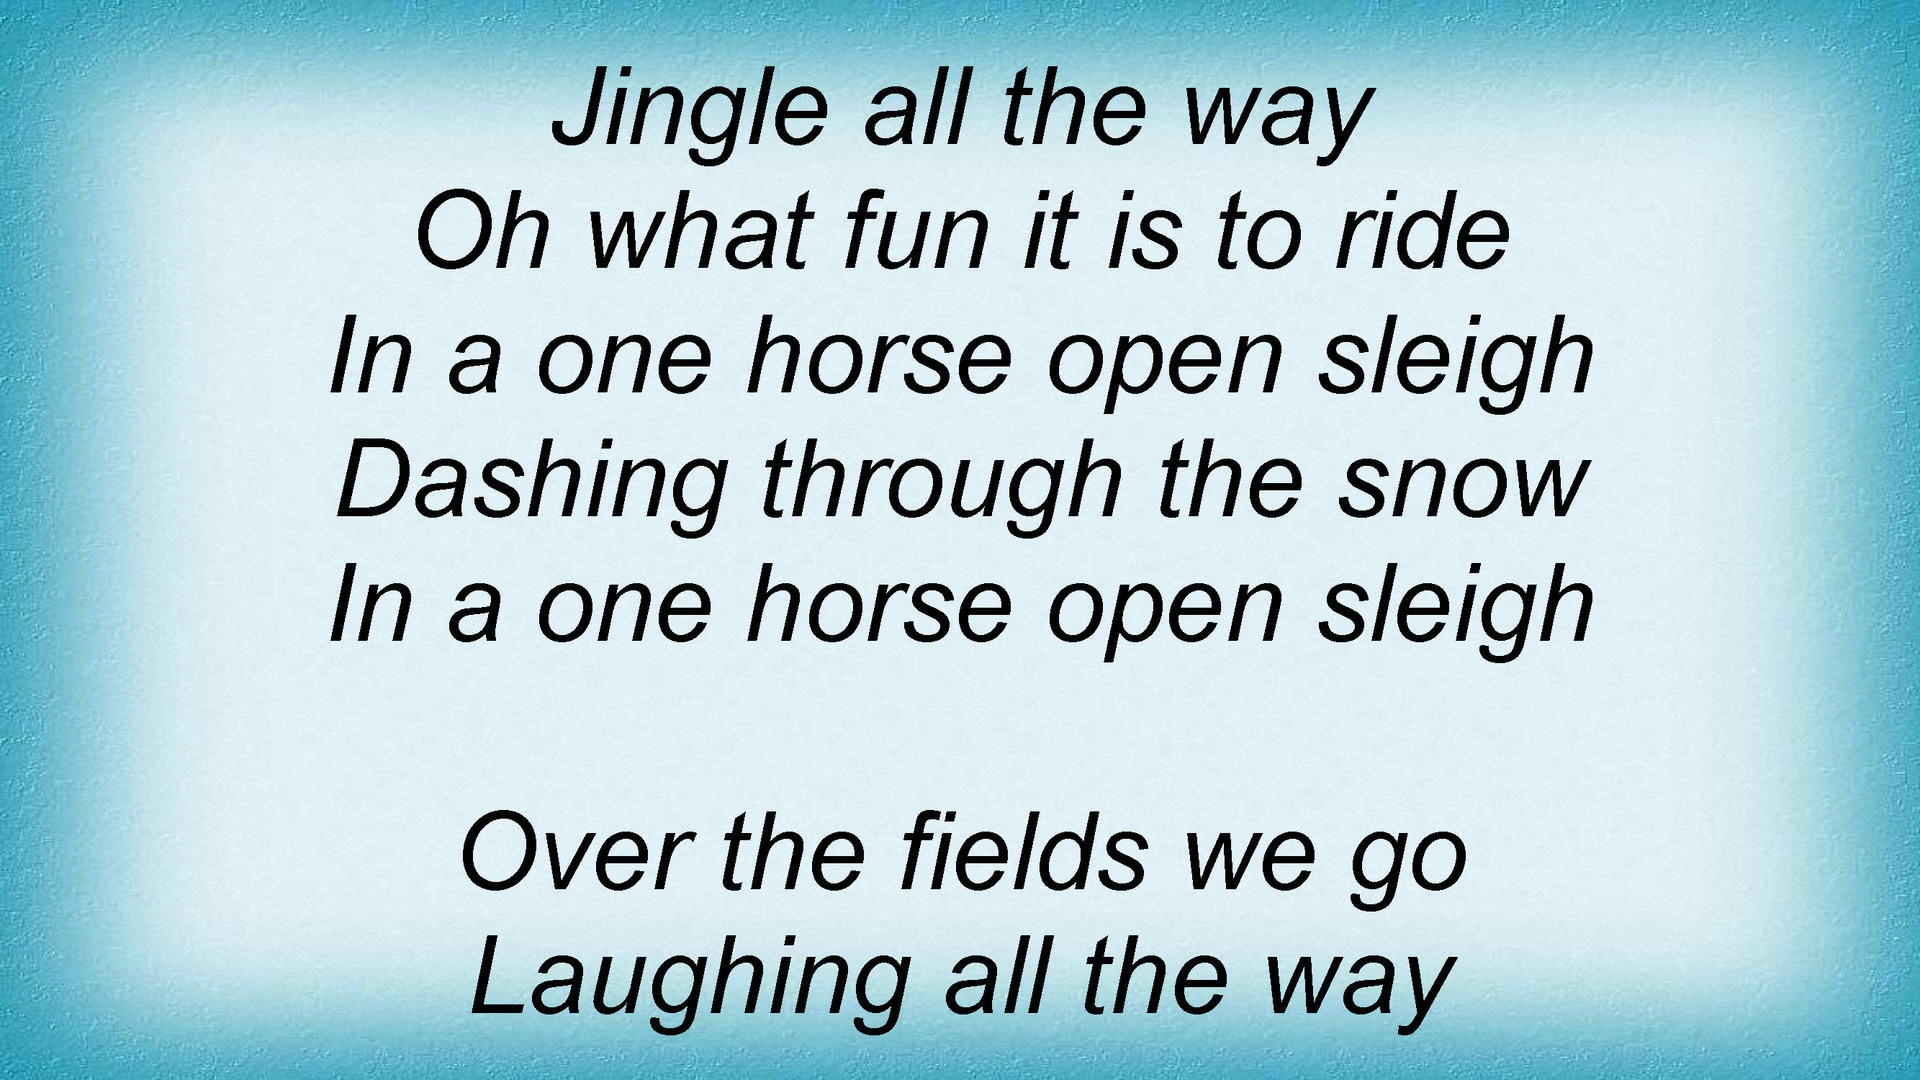 Jingle all the way
Oh what fun it is to ride
In a one horse open sleigh
Dashing through the snow
In a one horse open sleigh
Over the fields we go
Laughing all the way